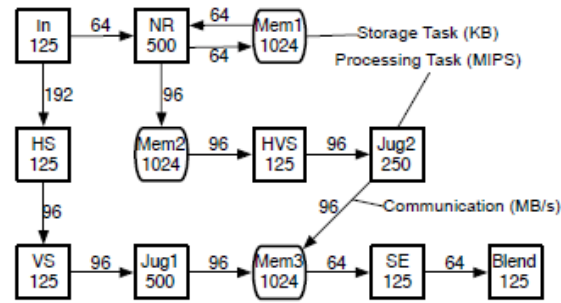 In
125
64
NR
500
64
64
Mem1
1024
Storage Task (KB)
Processing Task (MIPS)
192
96
HS
125
Mem2
1024
96
HVS
125
96
Jug2
250
96
96
Communication (MB/s)
VS
125
96
Jug1
500
96
Mem3
1024
64
SE
125
64
Blend
125